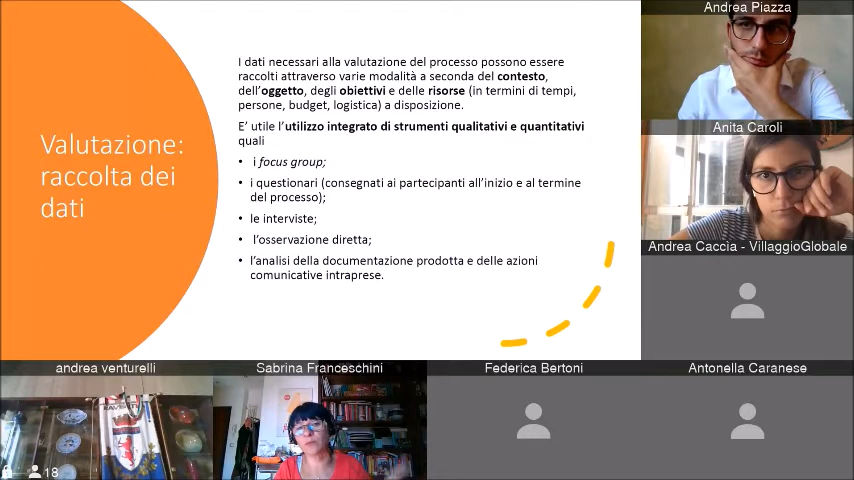 Valutazione:
raccolta dei
dati
I dati necessari alla valutazione del processo possono essere
raccolti attraverso varie modalità a seconda del contesto,
dell'oggetto, degli obiettivi e delle risorse (in termini di tempi,
persone, budget, logistica) a disposizione.
E' utile l'utilizzo integrato di strumenti qualitativi e quantitativi
quali
• i focus group;
• i questionari (consegnati ai partecipanti all'inizio e al termine
del processo);
• le interviste;
• l'osservazione diretta;
• l'analisi della documentazione prodotta e delle azioni
comunicative intraprese.
Andrea Piazza
Anita Caroli
Andrea Caccia - VillaggioGlobale
andrea venturelli
Sabrina Franceschini
Federica Bertoni
Antonella Caranese
18